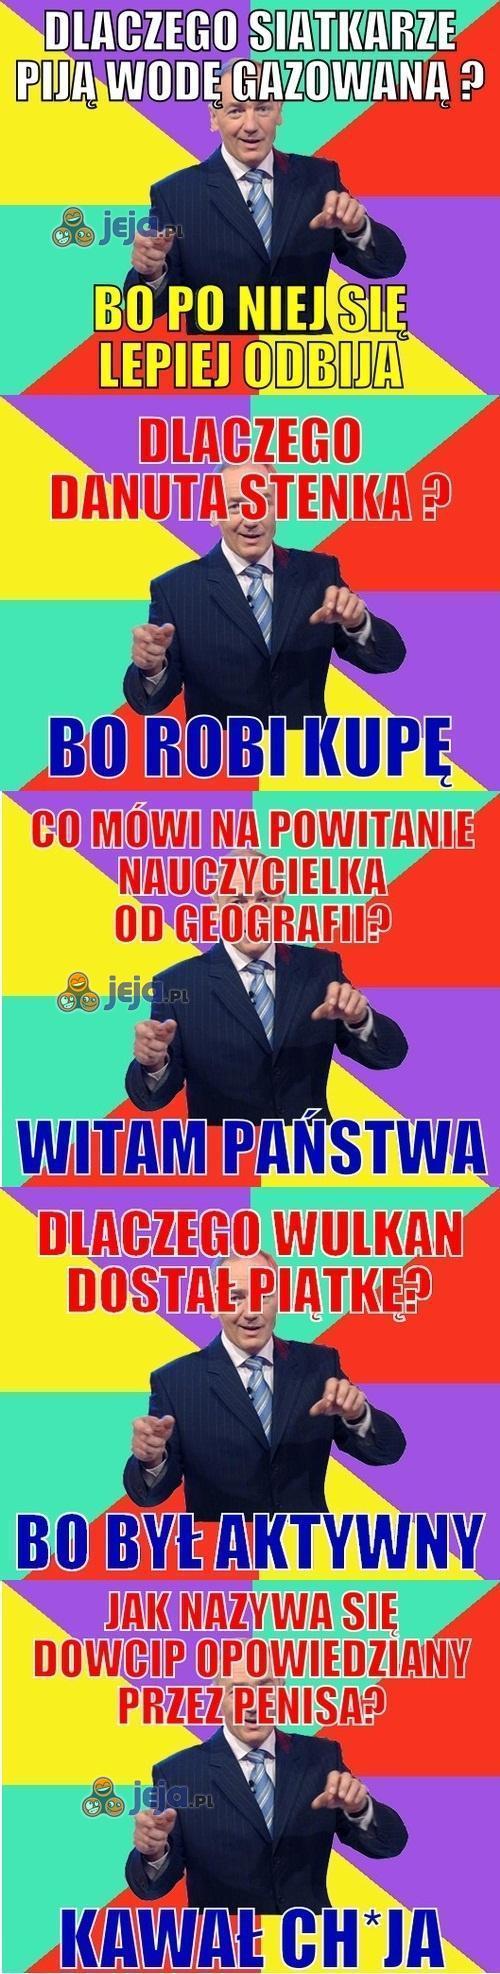 DLACZEGO SIATKARZE
PIJĄ WODĘ GAZOWANĄ ?
jeja.pl
BO PO NIEJ SIĘ
LEPIEJ ODBIJA
DLACZEGO
DANUTA STENKA ?
BO ROBI KUPĘ
CO MÓWI NA POWITANIE
NAUCZYCIELKA
OD GEOGRAFII?
jeja.pl
WITAM PAŃSTWA
DLACZEGO WULKAN
DOSTAŁ PIĄTKĘ?
BO BYŁ AKTYWNY
JAK NAZYWA SIĘ
DOWCIP OPOWIEDZIANY
PRZEZ PENISA?
jeja.pl
KAWAŁ CH*JA